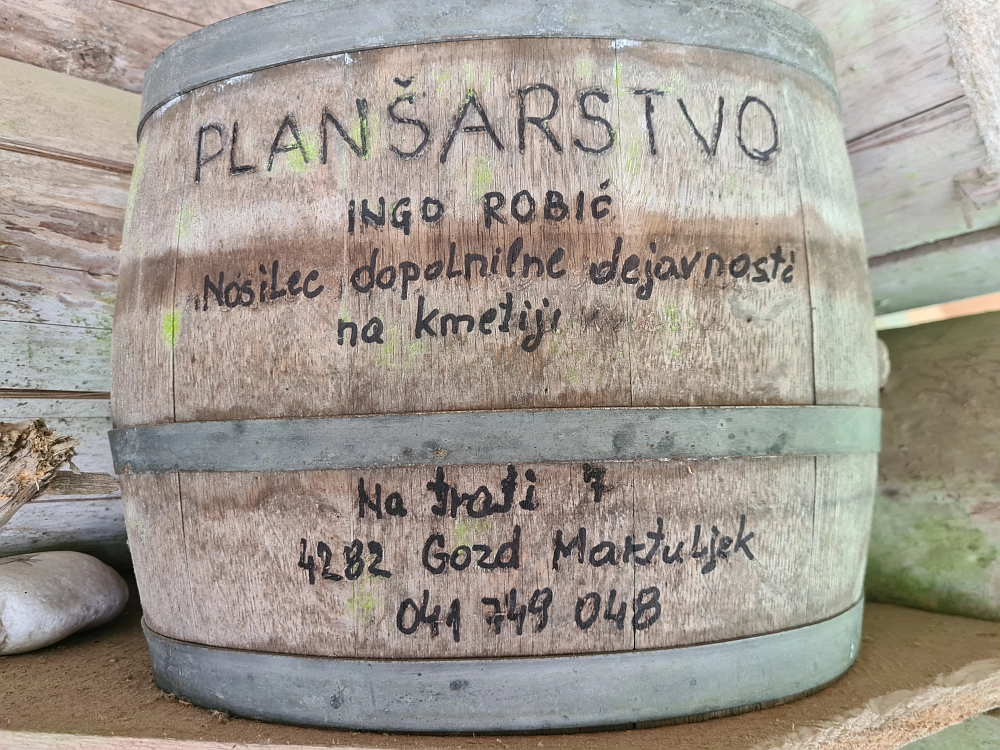 PLANŠARSTVO
INGO ROBIĆ
Nosilec dopolnilne dejavnosti
na kmetiji
Na trati 7
4282 Gozd Martuljek
041 749 048